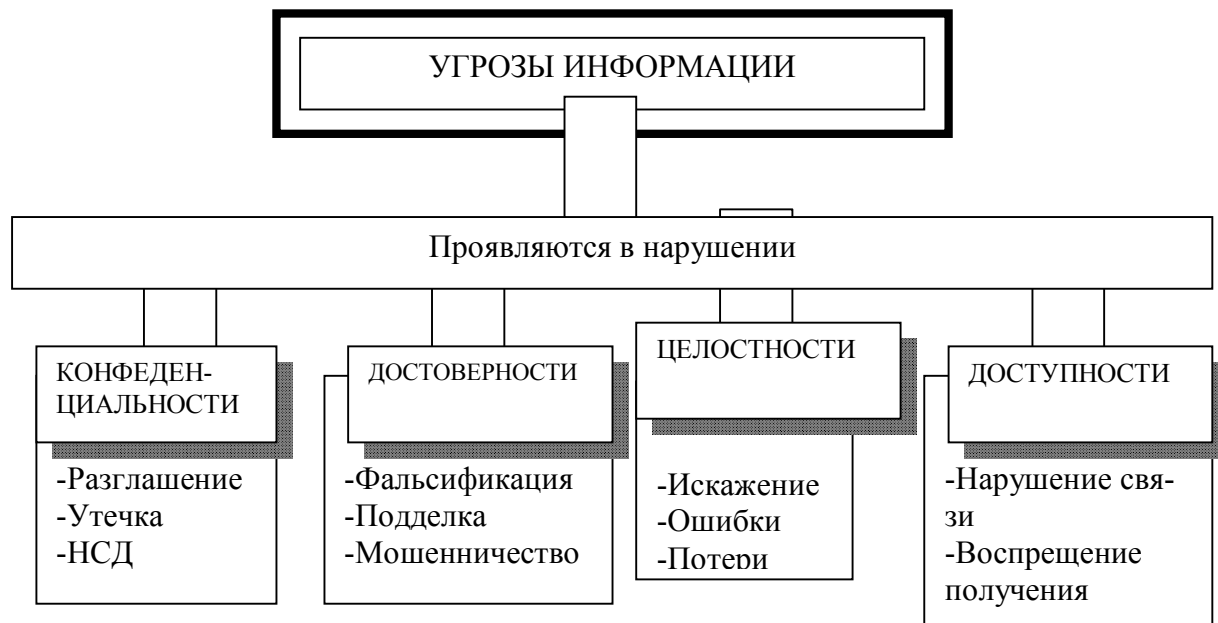 УГРОЗЫ ИНФОРМАЦИИ
Проявляются в нарушении
КОНФЕДЕН-
ЦИАЛЬНОСТИ
-Разглашение
-Утечка
-НСД
ДОСТОВЕРНОСТИ
-Фальсификация
-Подделка
-Мошенничество
ЦЕЛОСТНОСТИ
-Искажение
-Ошибки
-Потери
ДОСТУПНОСТИ
-Нарушение свя-
зи
-Воспрещение
получения